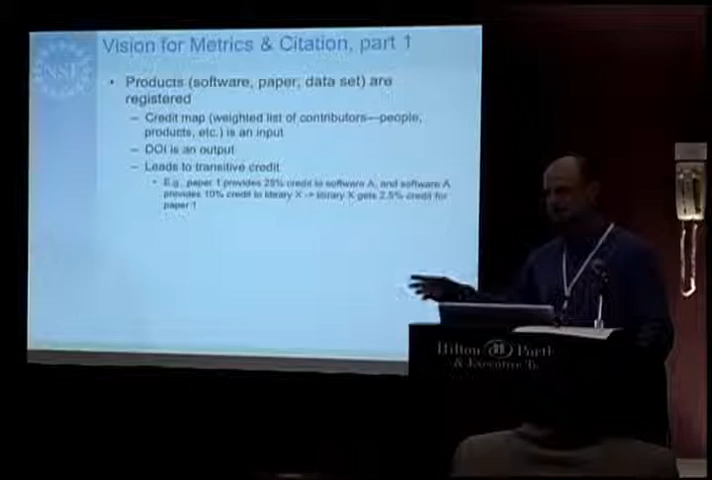 NSF
Vision for Metrics & Citation, part 1
• Products (software, paper, data set) are
registered
– Credit map (weighted list of contributors—people,
products, etc.) is an input
– DOI is an output
– Leads to transitive credit
• E.g., paper 1 provides 25% credit to software A, and software A
provides 10% credit to library X -> library X gets 2.5% credit for
paper 1
Hilton
& Executive